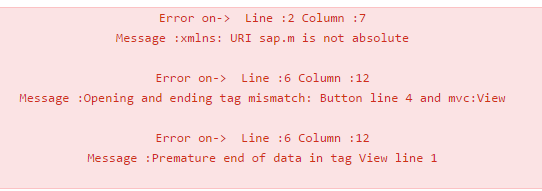 Error on->  Line :2 Column :7
Message :xmlns: URI sap.m is not absolute
Error on->  Line :6 Column :12
Message :Opening and ending tag mismatch: Button line 4 and mvc:View
Error on->  Line :6 Column :12
Message :Premature end of data in tag View line 1